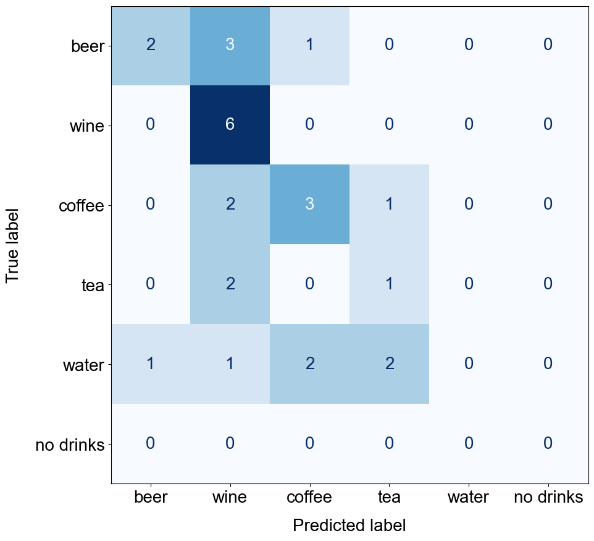 True label
beer 2 3 1 0 0 0
wine 0 6 0 0 0 0
coffee 0 2 3 1 0 0
tea 0 2 0 1 0 0
water 1 1 2 2 0 0
no drinks 0 0 0 0 0 0
beer wine coffee tea water no drinks
Predicted label